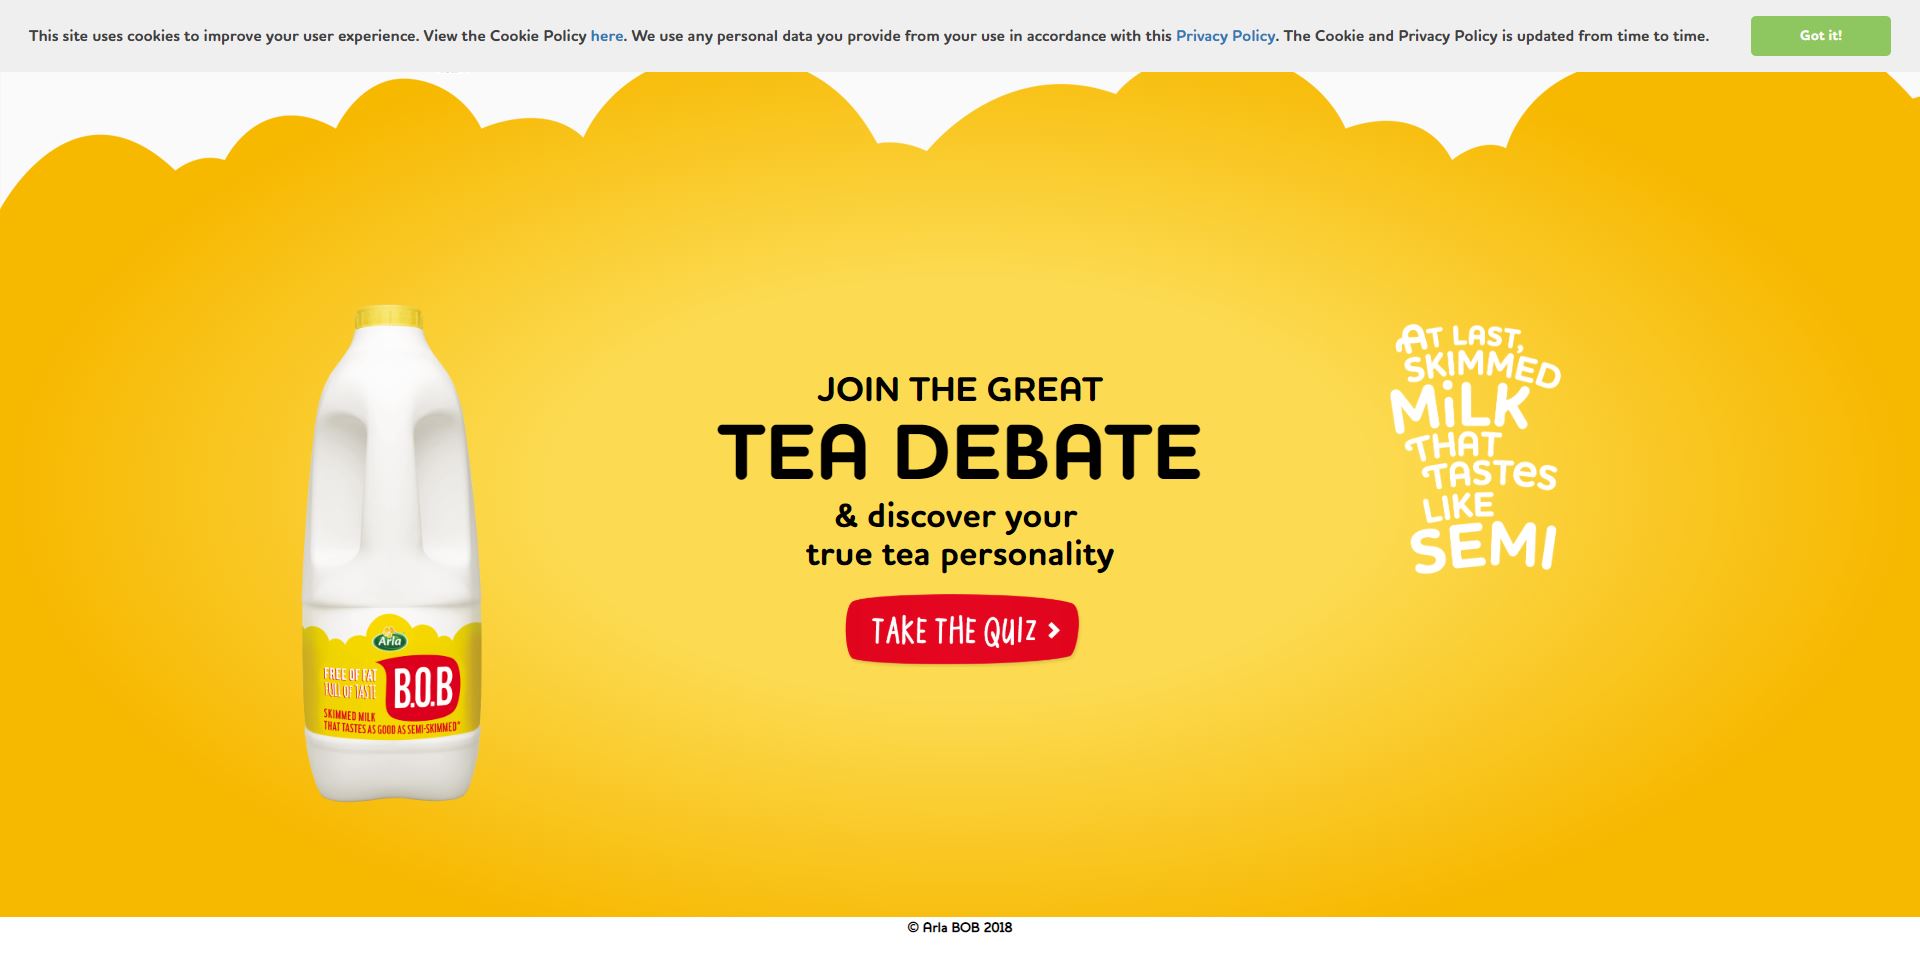 This site uses cookies to improve your user experience. View the Cookie Policy here. We use any personal data you provide from your use in accordance with this Privacy Policy. The Cookie and Privacy Policy is updated from time to time.
Got it!
JOIN THE GREAT
TEA DEBATE
& discover your
true tea personality
TAKE THE QUIZ >
AT LAST,
SKIMMED
MiLK
THAT
TASTes
LIKE
SEMI
Arla
FREE OF FAT
FULL OF TASTE
B.O.B
SKIMMED MILK
THAT TASTES AS GOOD AS SEMI-SKIMMED*
© Arla BOB 2018